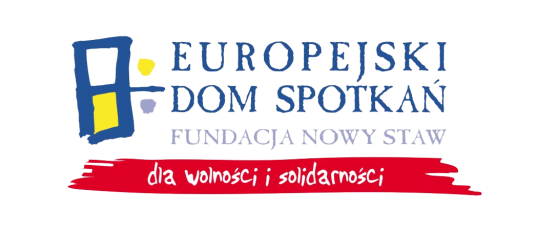 EUROPEJSKI
DOM SPOTKAŃ
FUNDACJA NOWY STAW
dla wolności i solidarności